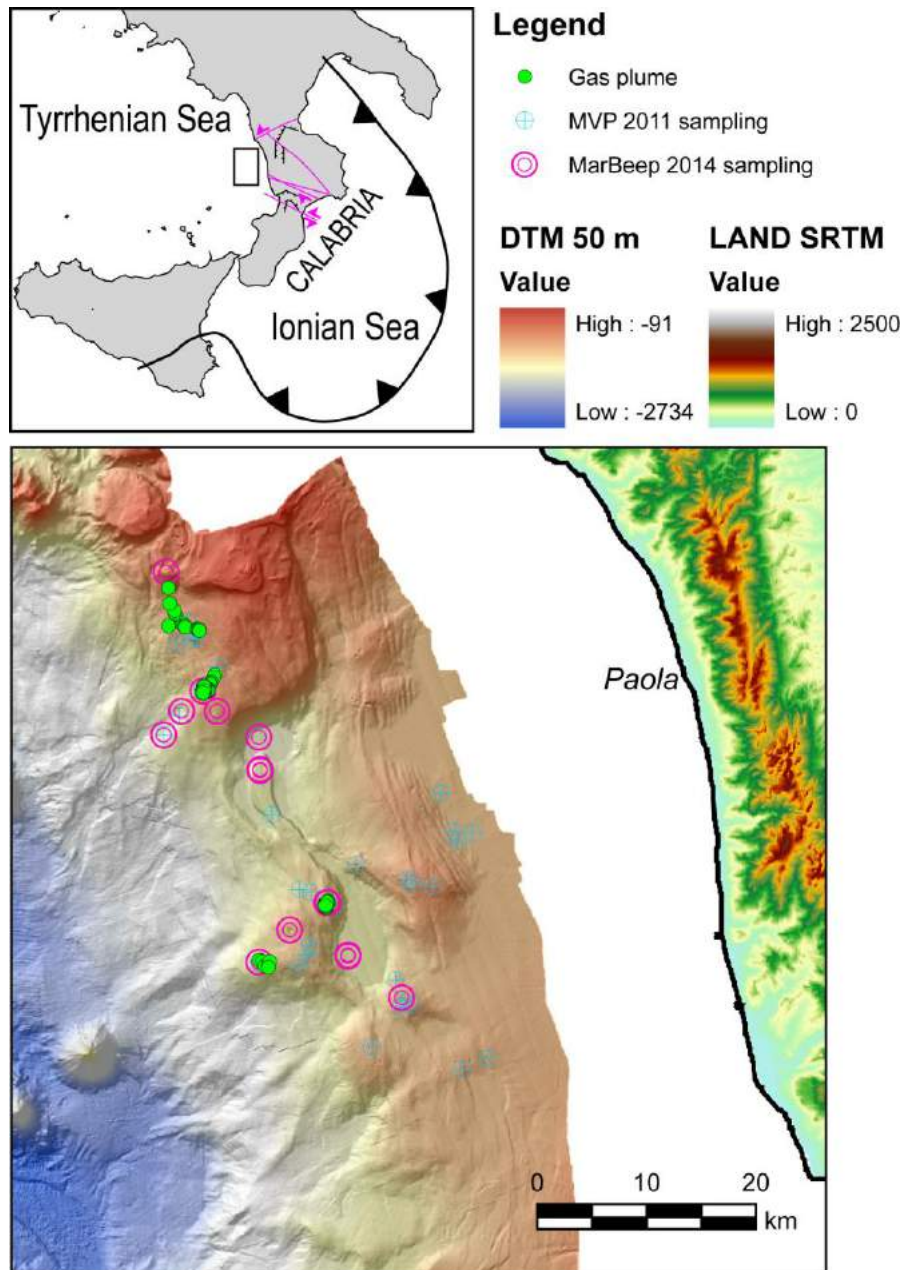 Tyrrhenian Sea
CALABRIA
Ionian Sea
Legend
Gas plume
MVP 2011 sampling
MarBeep 2014 sampling
DTM 50 m
Value
High : -91
Low : -2734
LAND SRTM
Value
High : 2500
Low : 0
Paola
0 10 20
km